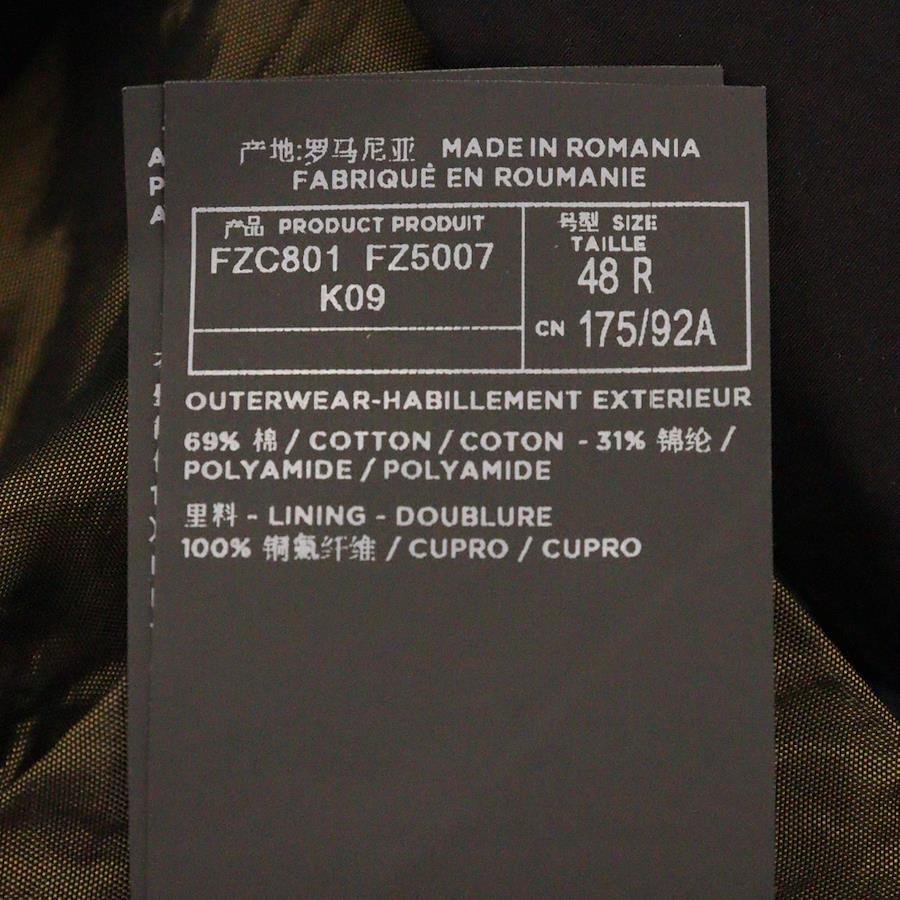 产地:罗马尼亚 MADE IN ROMANIA
FABRIQUÉ EN ROUMANIE
产品 PRODUCT PRODUIT
FZC801 FZ5007
K09
号型 SIZE
TAILLE
48 R
CN 175/92A
OUTERWEAR-HABILLEMENT EXTERIEUR
69% 棉 / COTTON / COTON - 31% 锦纶 /
POLYAMIDE / POLYAMIDE
里料 - LINING - DOUBLURE
100% 铜氨纤维 / CUPRO / CUPRO
A
P
A